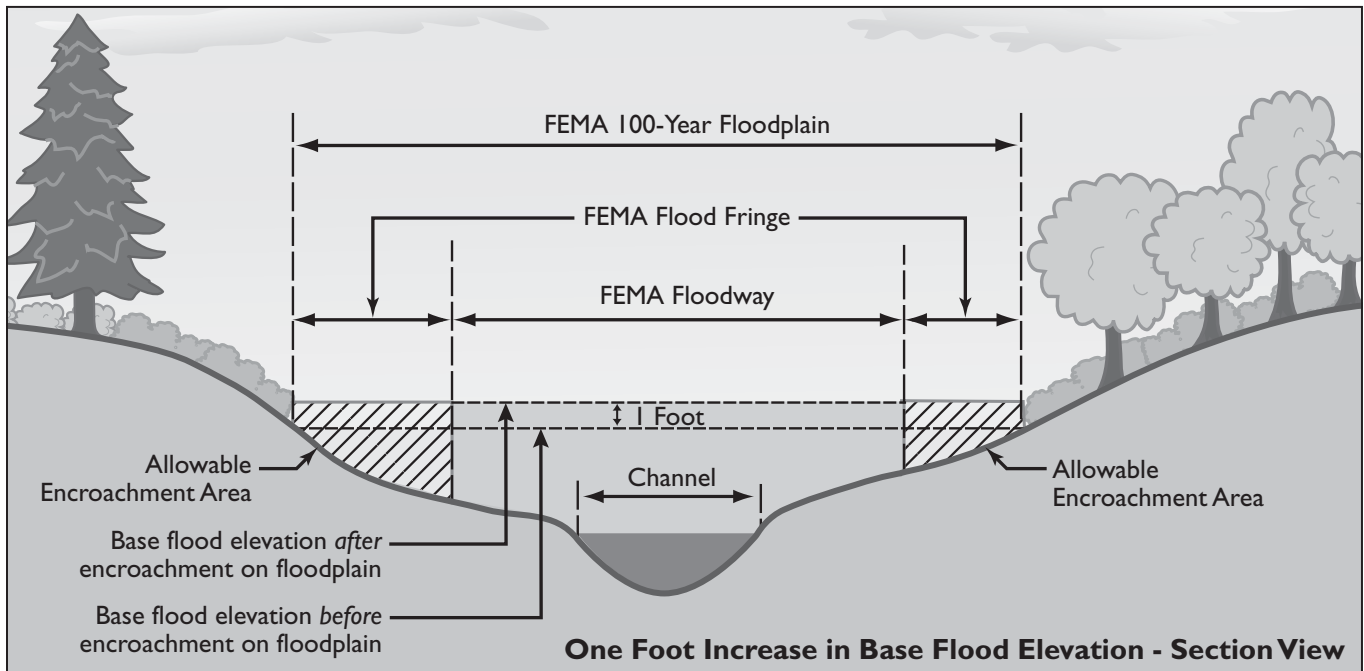 FEMA 100-Year Floodplain
FEMA Flood Fringe
FEMA Floodway
1 Foot
Allowable
Encroachment Area
Channel
Allowable
Encroachment Area
Base flood elevation after
encroachment on floodplain
Base flood elevation before
encroachment on floodplain
One Foot Increase in Base Flood Elevation - Section View